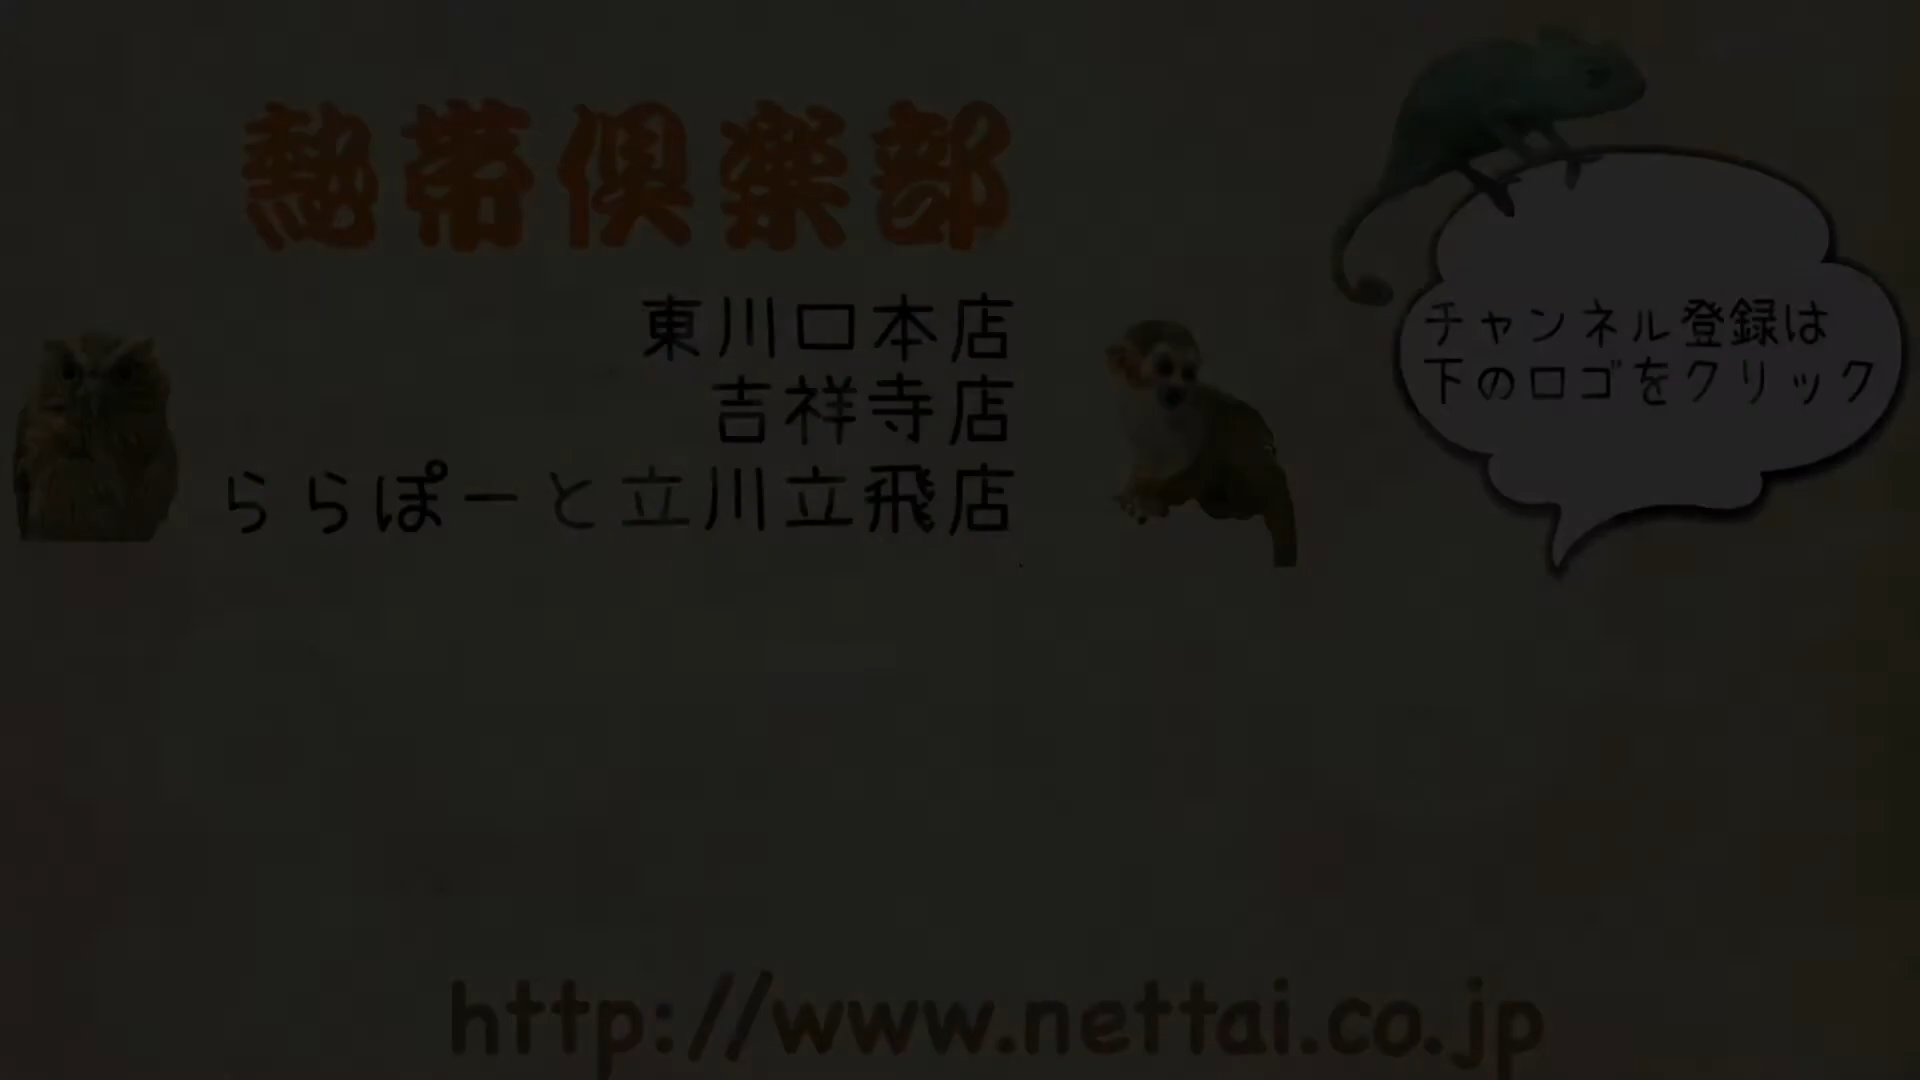 熱帯倶楽部
東川口本店
吉祥寺店
ららぽーと立川立飛店
チャンネル登録は
下のロゴをクリック
http://www.nettai.co.jp